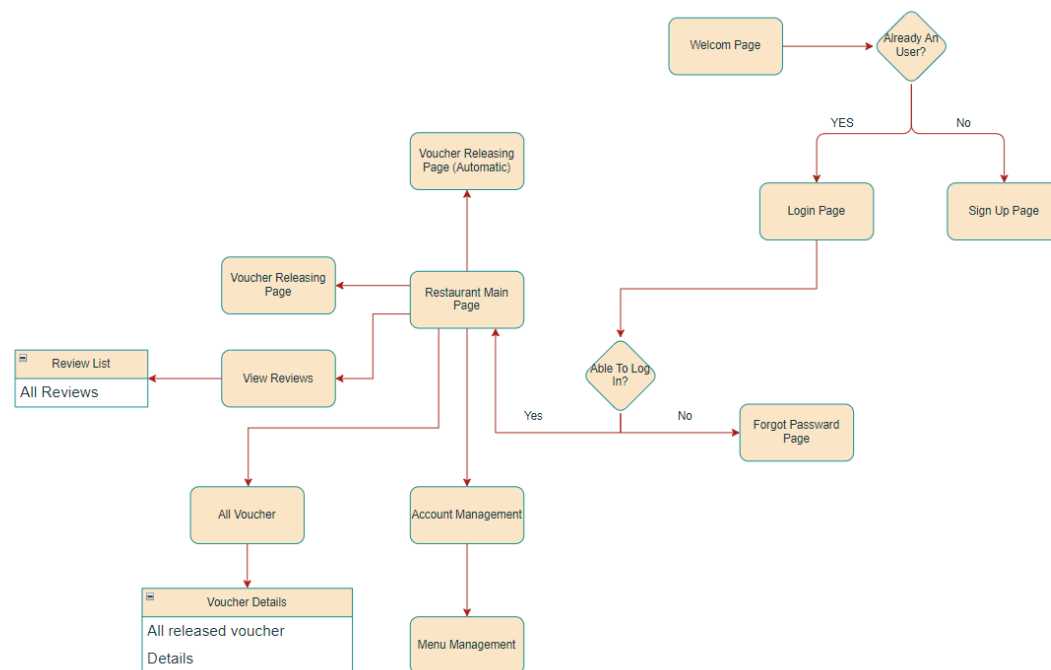 Welcom Page
Already An
User?
YES
No
Voucher Releasing
Page (Automatic)
Login Page
Sign Up Page
Voucher Releasing
Page
Restaurant Main
Page
Review List
All Reviews
View Reviews
Able To Log
In?
Yes
No
Forgot Passward
Page
All Voucher
Account Management
Voucher Details
All released voucher
Details
Menu Management